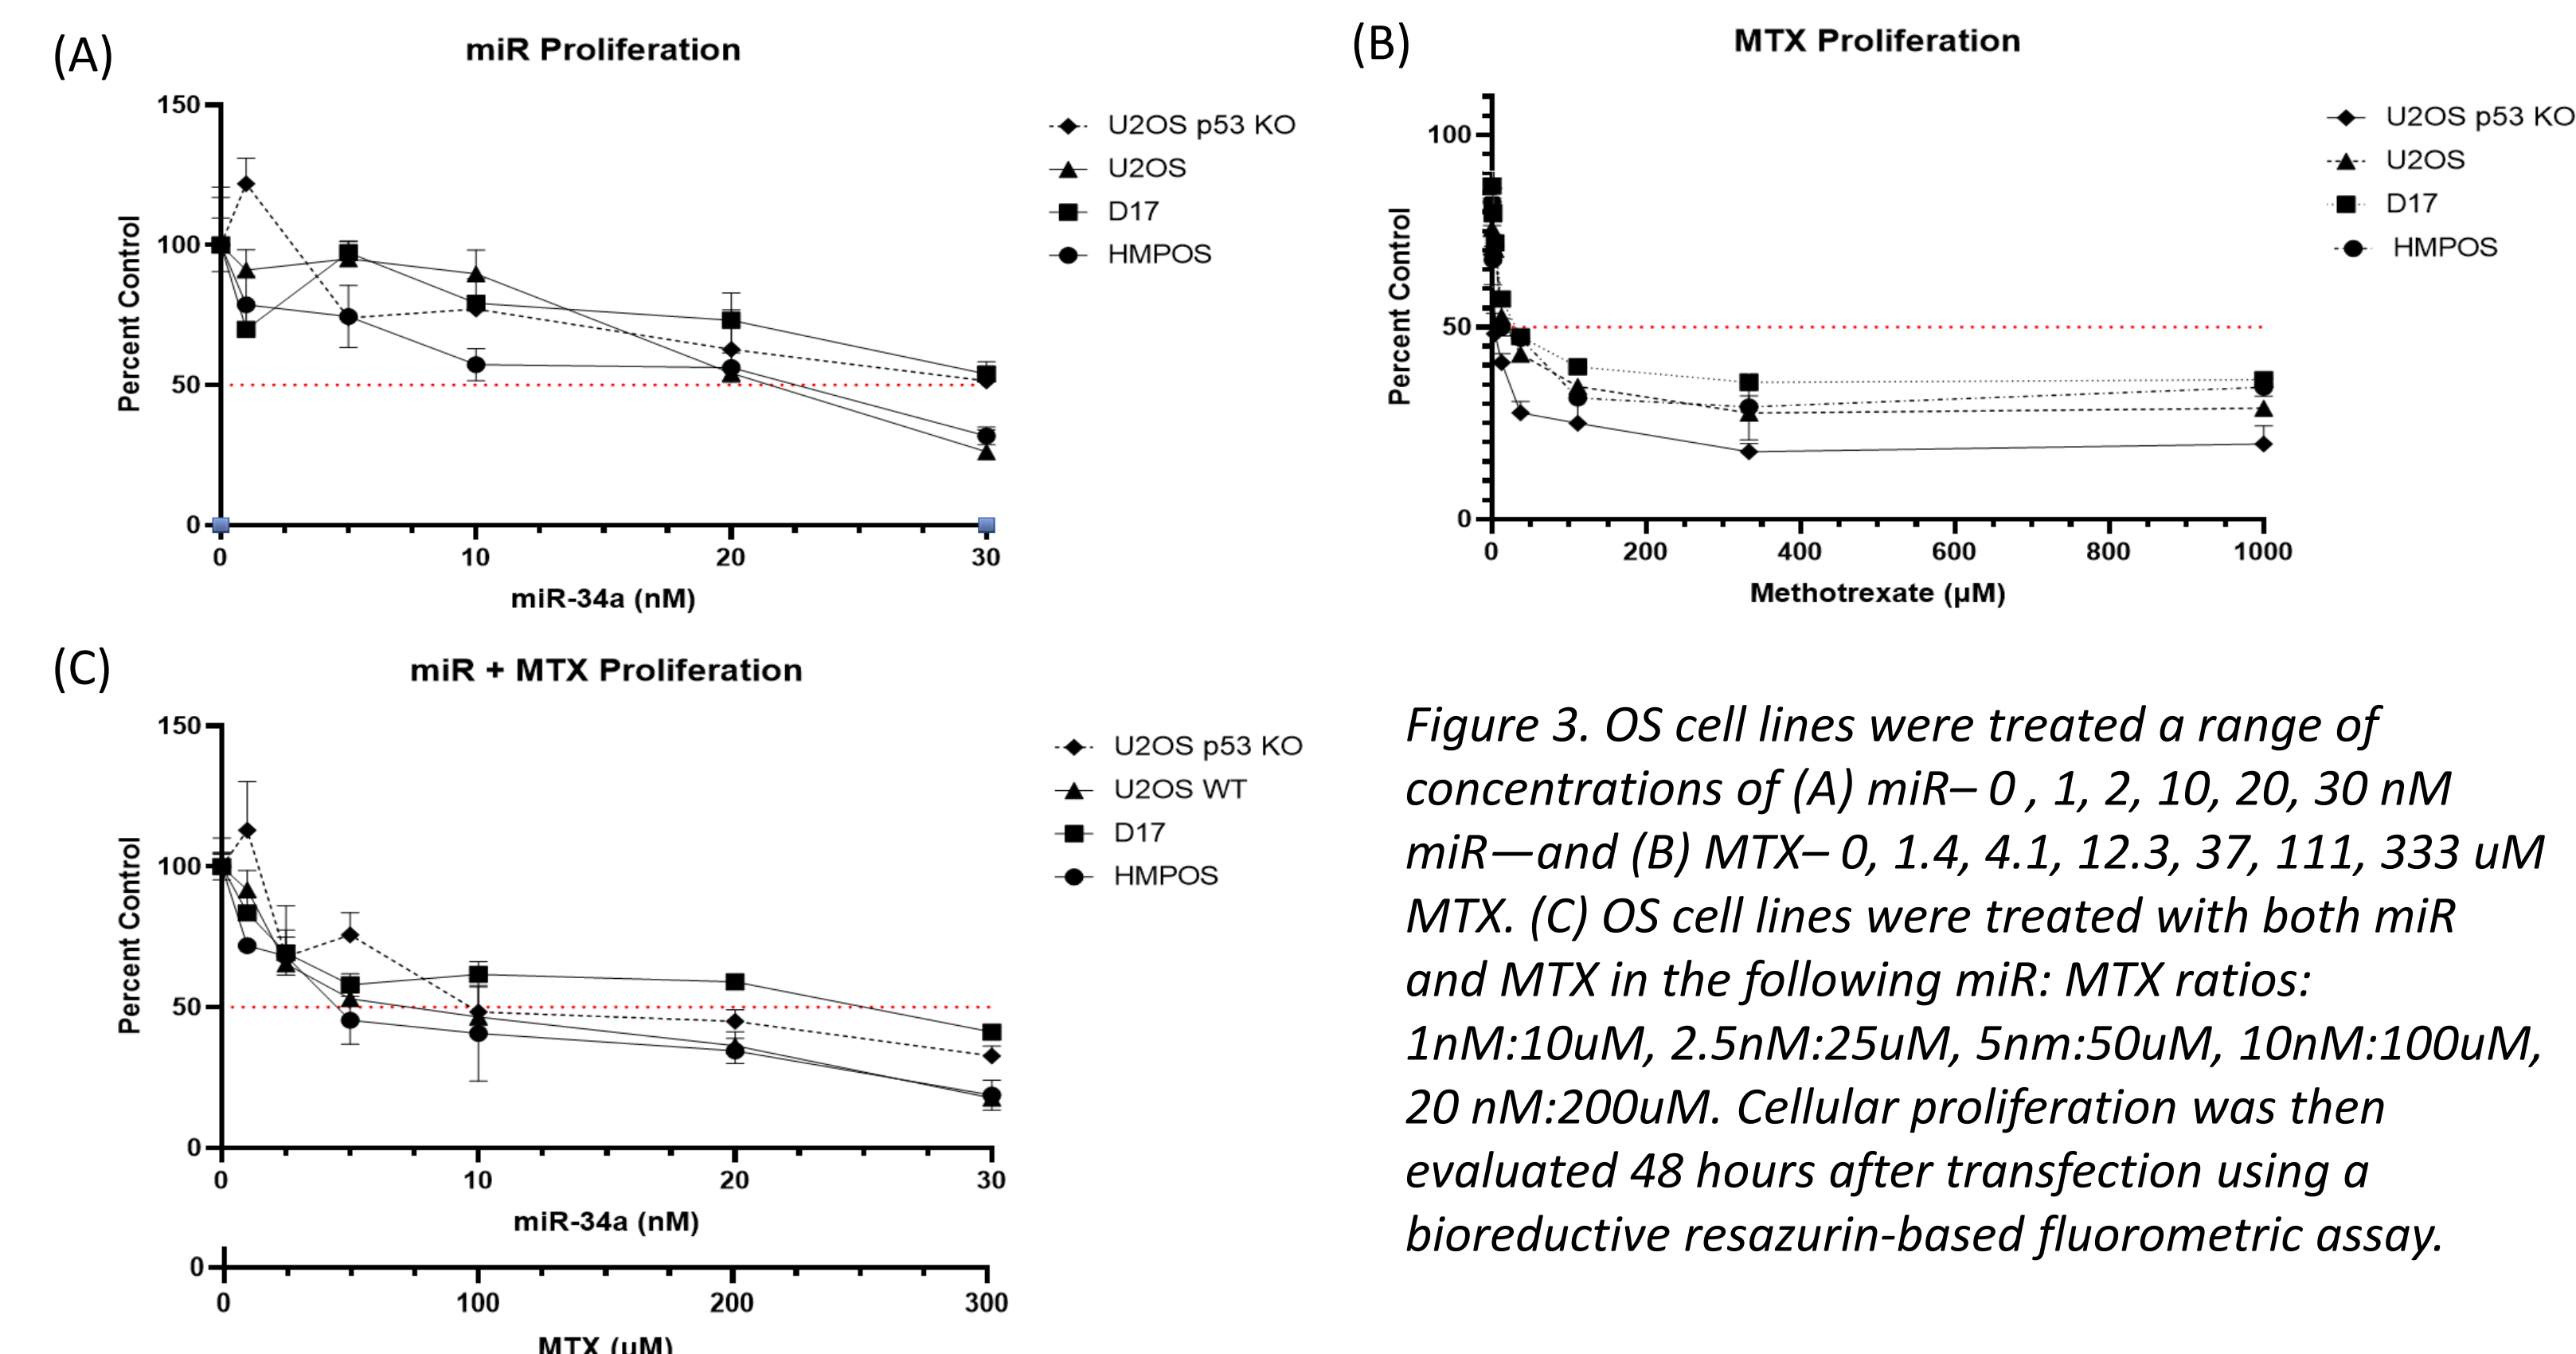 (A)
miR Proliferation
150
100
50
0
Percent Control
0 10 20 30
miR-34a (nM)
U2OS p53 KO
U2OS
D17
HMPOS
(B)
MTX Proliferation
100
50
0
Percent Control
0 200 400 600 800 1000
Methotrexate (µM)
U2OS p53 KO
U2OS
D17
HMPOS
(C)
miR + MTX Proliferation
150
100
50
0
Percent Control
0 10 20 30
miR-34a (nM)
0
0 100 200 300
MTX (uM)
U2OS p53 KO
U2OS WT
D17
HMPOS
Figure 3. OS cell lines were treated a range of
concentrations of (A) miR– 0 , 1, 2, 10, 20, 30 nM
miR—and (B) MTX– 0, 1.4, 4.1, 12.3, 37, 111, 333 uM
MTX. (C) OS cell lines were treated with both miR
and MTX in the following miR: MTX ratios:
1nM:10uM, 2.5nM:25uM, 5nm:50uM, 10nM:100uM,
20 nM:200uM. Cellular proliferation was then
evaluated 48 hours after transfection using a
bioreductive resazurin-based fluorometric assay.